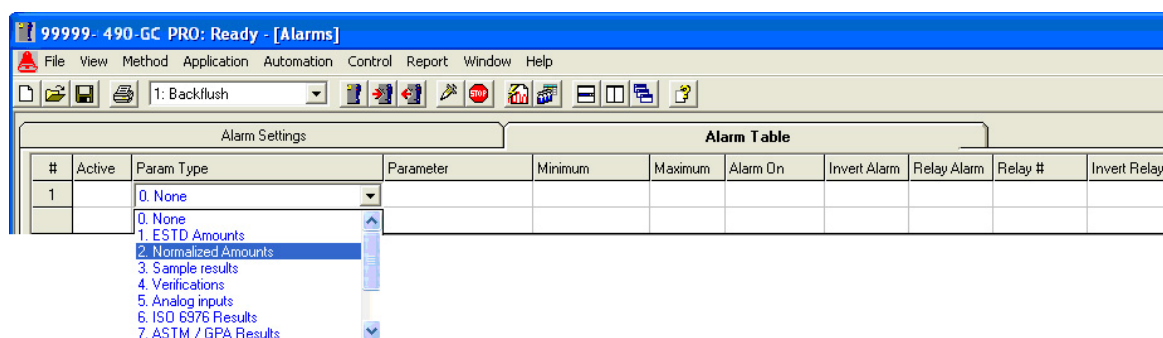 99999- 490-GC PRO: Ready - [Alarms]
File View Method Application Automation Control Report Window Help
1: Backflush STOP
Alarm Settings Alarm Table
# Active Param Type Parameter Minimum Maximum Alarm On Invert Alarm Relay Alarm Relay # Invert Relay
1 0. None
0. None
1. ESTD Amounts
2. Normalized Amounts
3. Sample results
4. Verifications
5. Analog inputs
6. ISO 6976 Results
7. ASTM / GPA Results